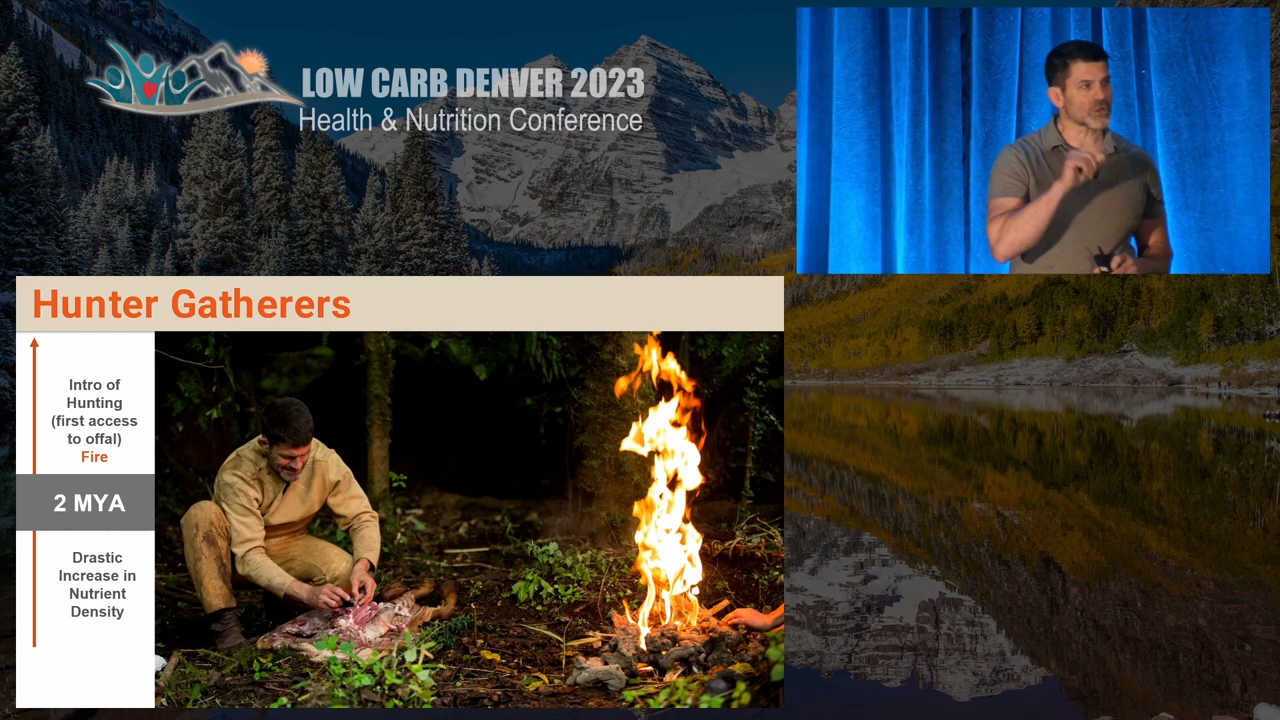 LOW CARB DENVER 2023
Health & Nutrition Conference
Hunter Gatherers
Intro of
Hunting
(first access
to offal)
Fire
2 MYA
Drastic
Increase in
Nutrient
Density